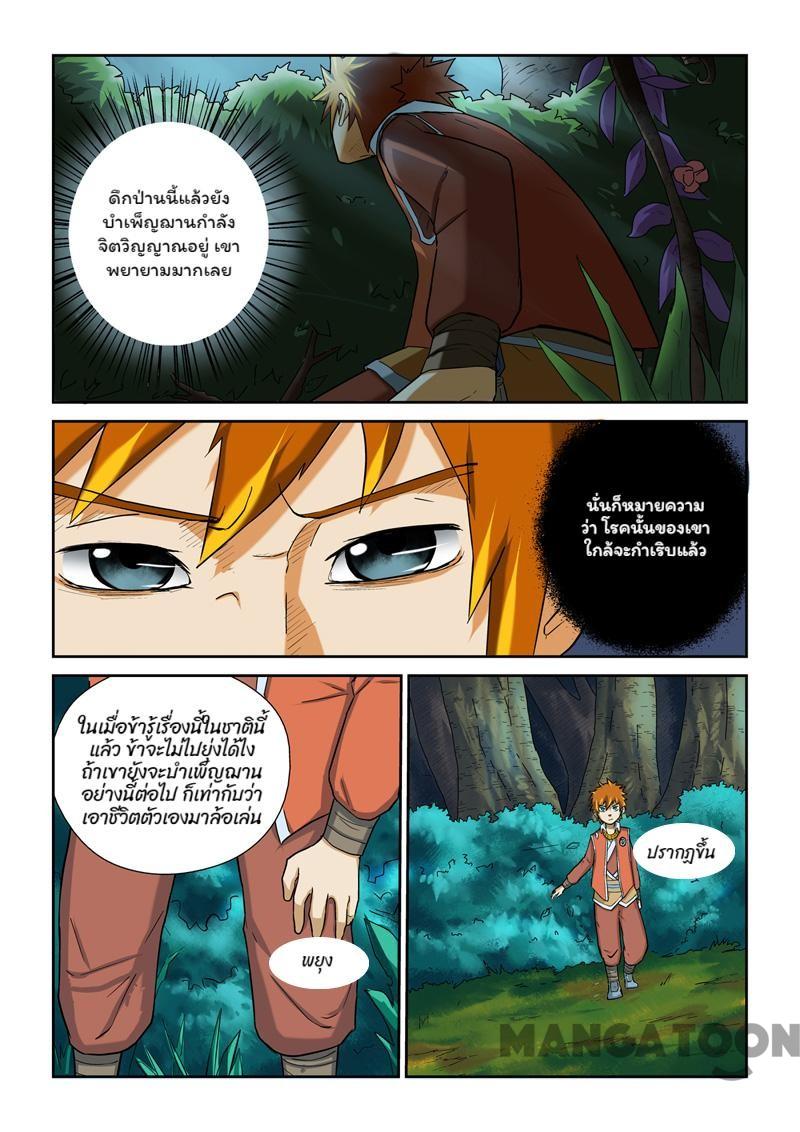 ดึกป่านนี้แล้วยัง
บำเพ็ญฌานกำลัง
จิตวิญญาณอยู่ เขา
พยายามมากเลย
นั่นก็หมายความ
ว่า โรคนั้นของเขา
ใกล้จะกำเริบแล้ว
ในเมื่อข้ารู้เรื่องนี้ในชาตินี้
แล้ว ข้าจะไม่ไปยุ่งได้ไง
ถ้าเขายังจะบำเพ็ญฌาน
อย่างนี้ต่อไป ก็เท่ากับว่า
เอาชีวิตตัวเองมาล้อเล่น
พยุง
ปรากฏขึ้น
MANGATOON